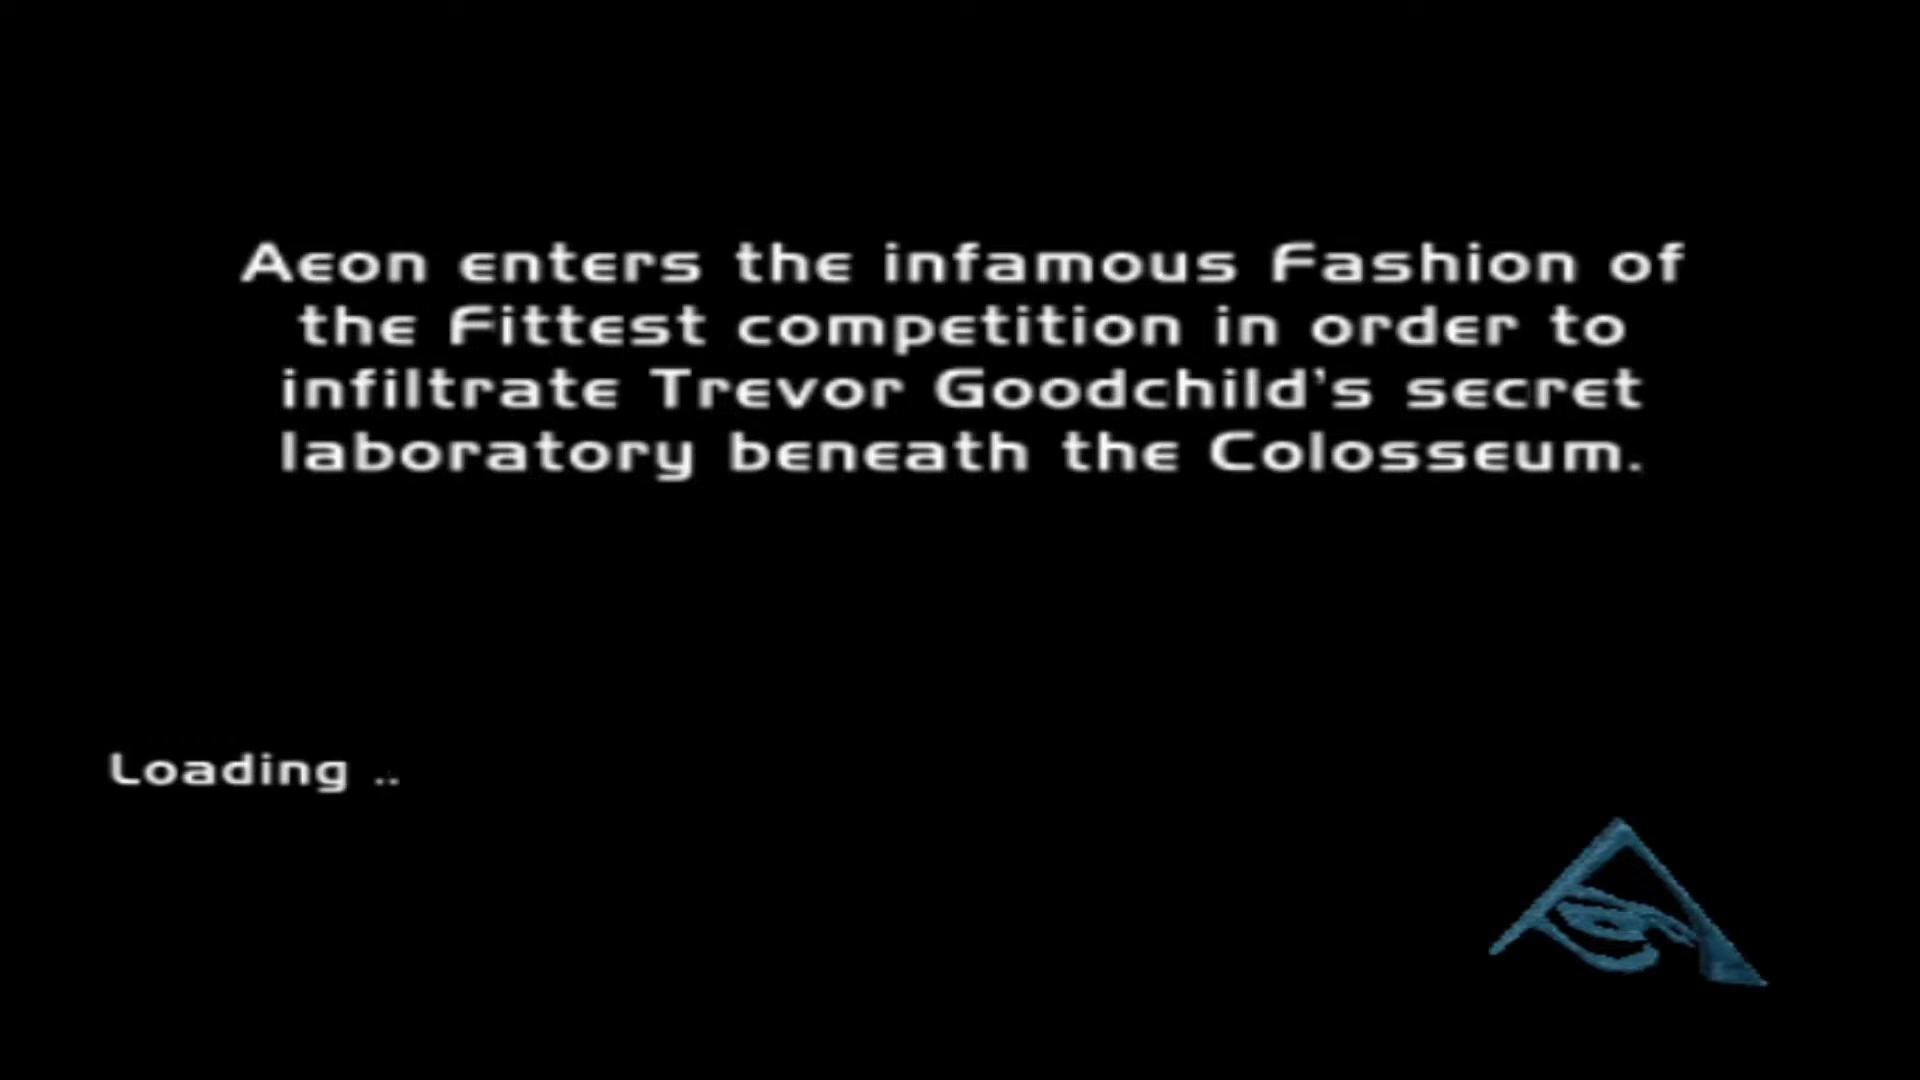 Aeon enters the infamous Fashion of
the Fittest competition in order to
infiltrate Trevor Goodchild's secret
laboratory beneath the Colosseum.
Loading ..